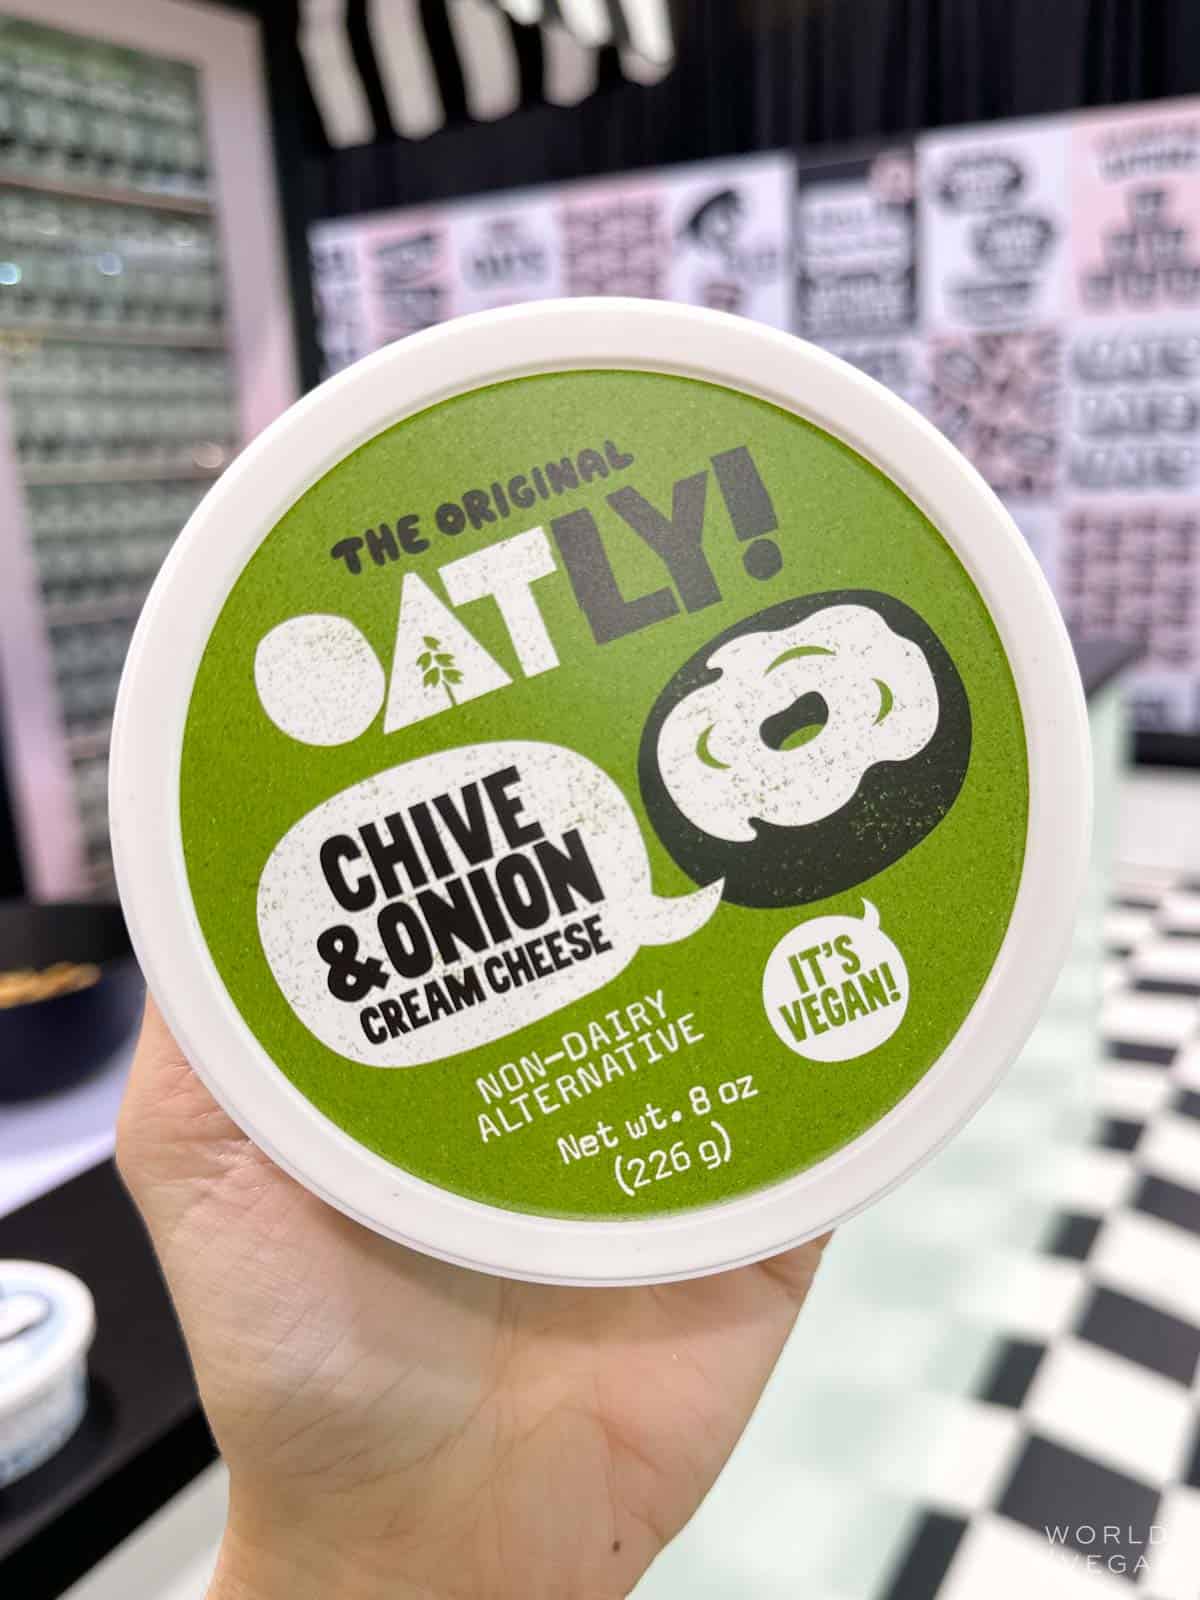 THE ORIGINAL
OATLY!
CHIVE
& ONION
CREAM CHEESE
IT'S
VEGAN!
NON-DAIRY
ALTERNATIVE
Net wt. 8 oz
(226 g)
WORLD
VEGA